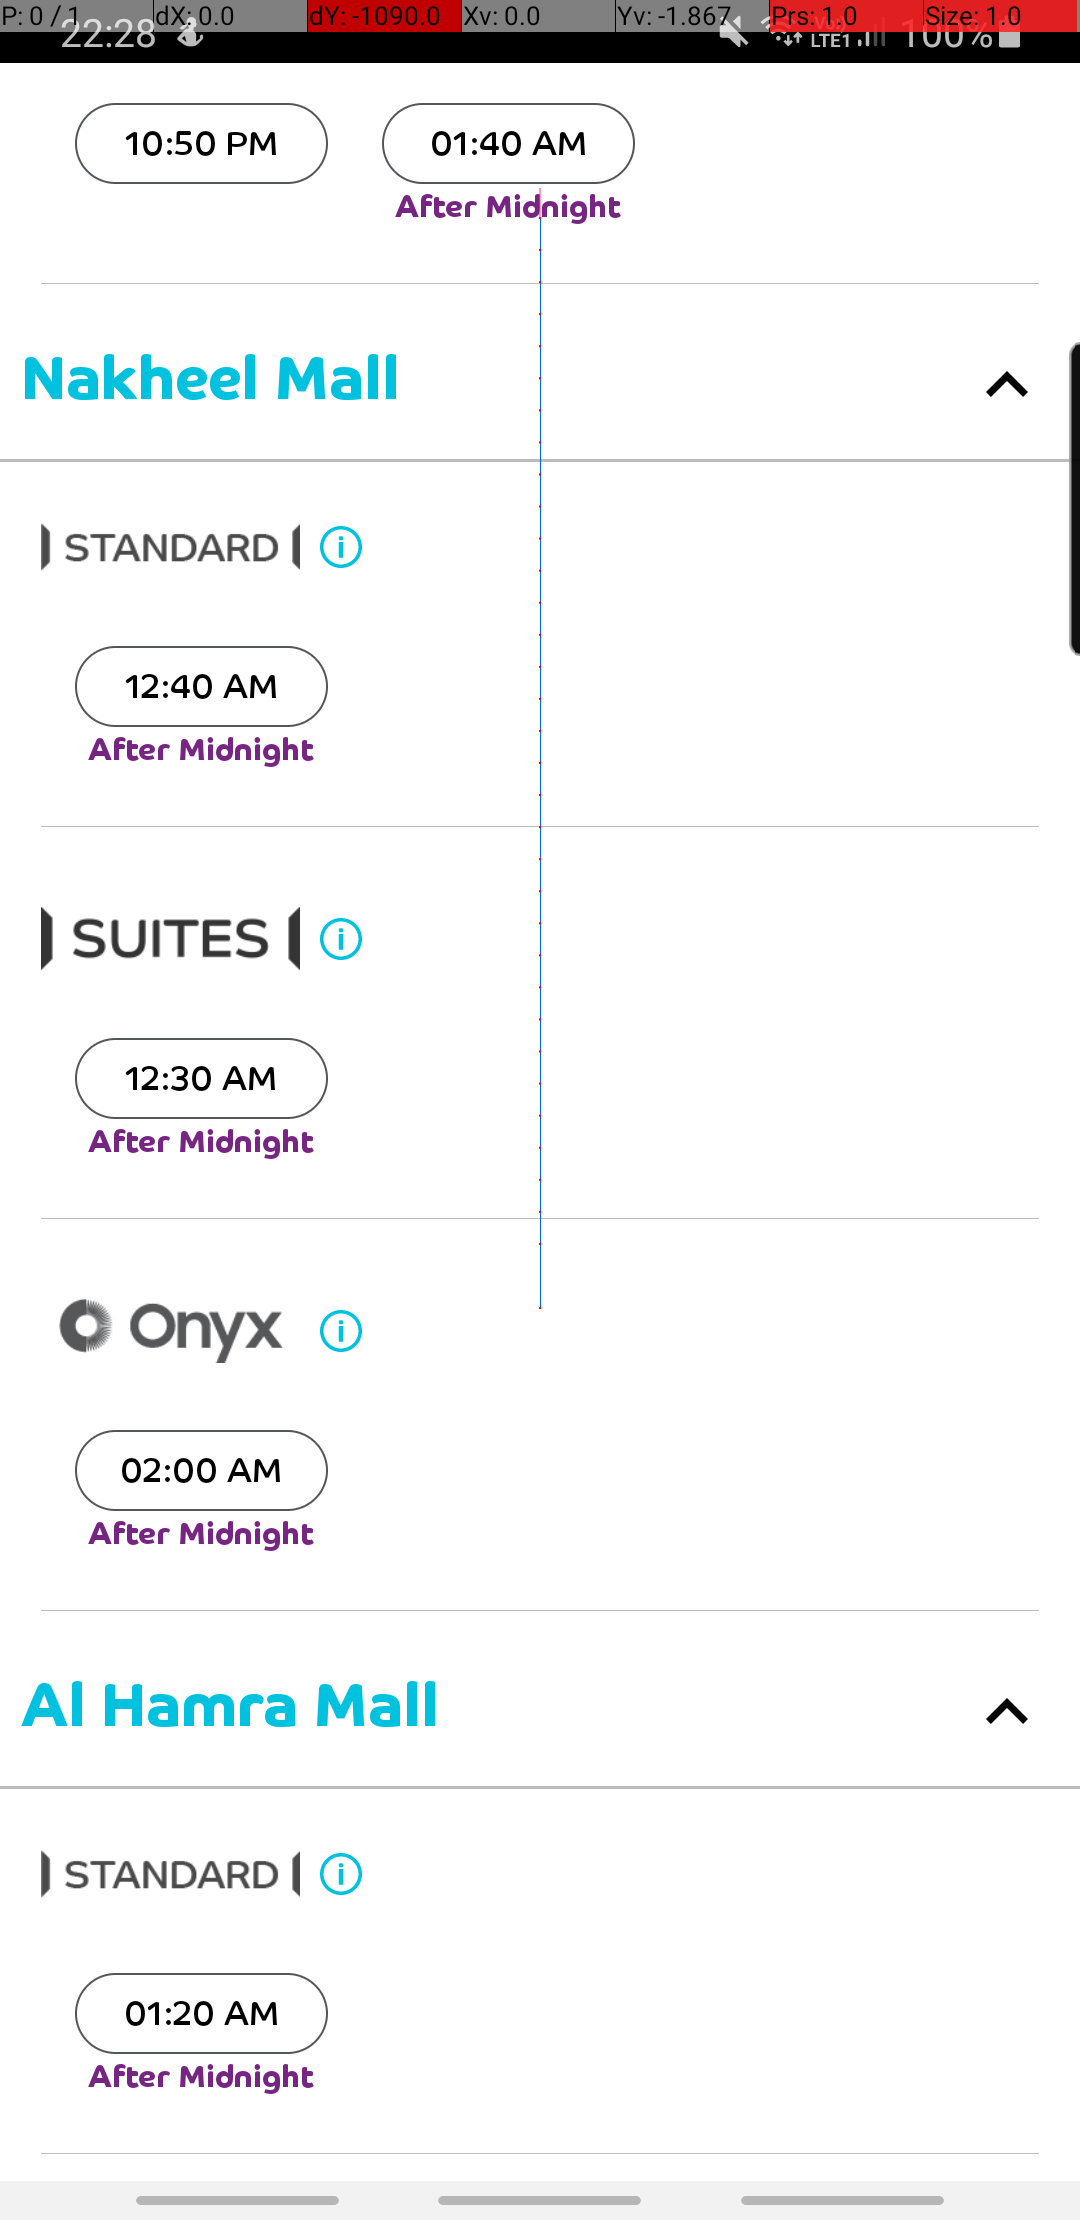 P: 0 / 1 dX: 0.0 dY: -1090.0 Xv: 0.0 Yv: -1.867 Prs: 1.0 Size: 1.0
22:28 LTE1 100%
10:50 PM 01:40 AM
After Midnight
Nakheel Mall
STANDARD i
12:40 AM
After Midnight
SUITES i
12:30 AM
After Midnight
Onyx i
02:00 AM
After Midnight
Al Hamra Mall
STANDARD i
01:20 AM
After Midnight